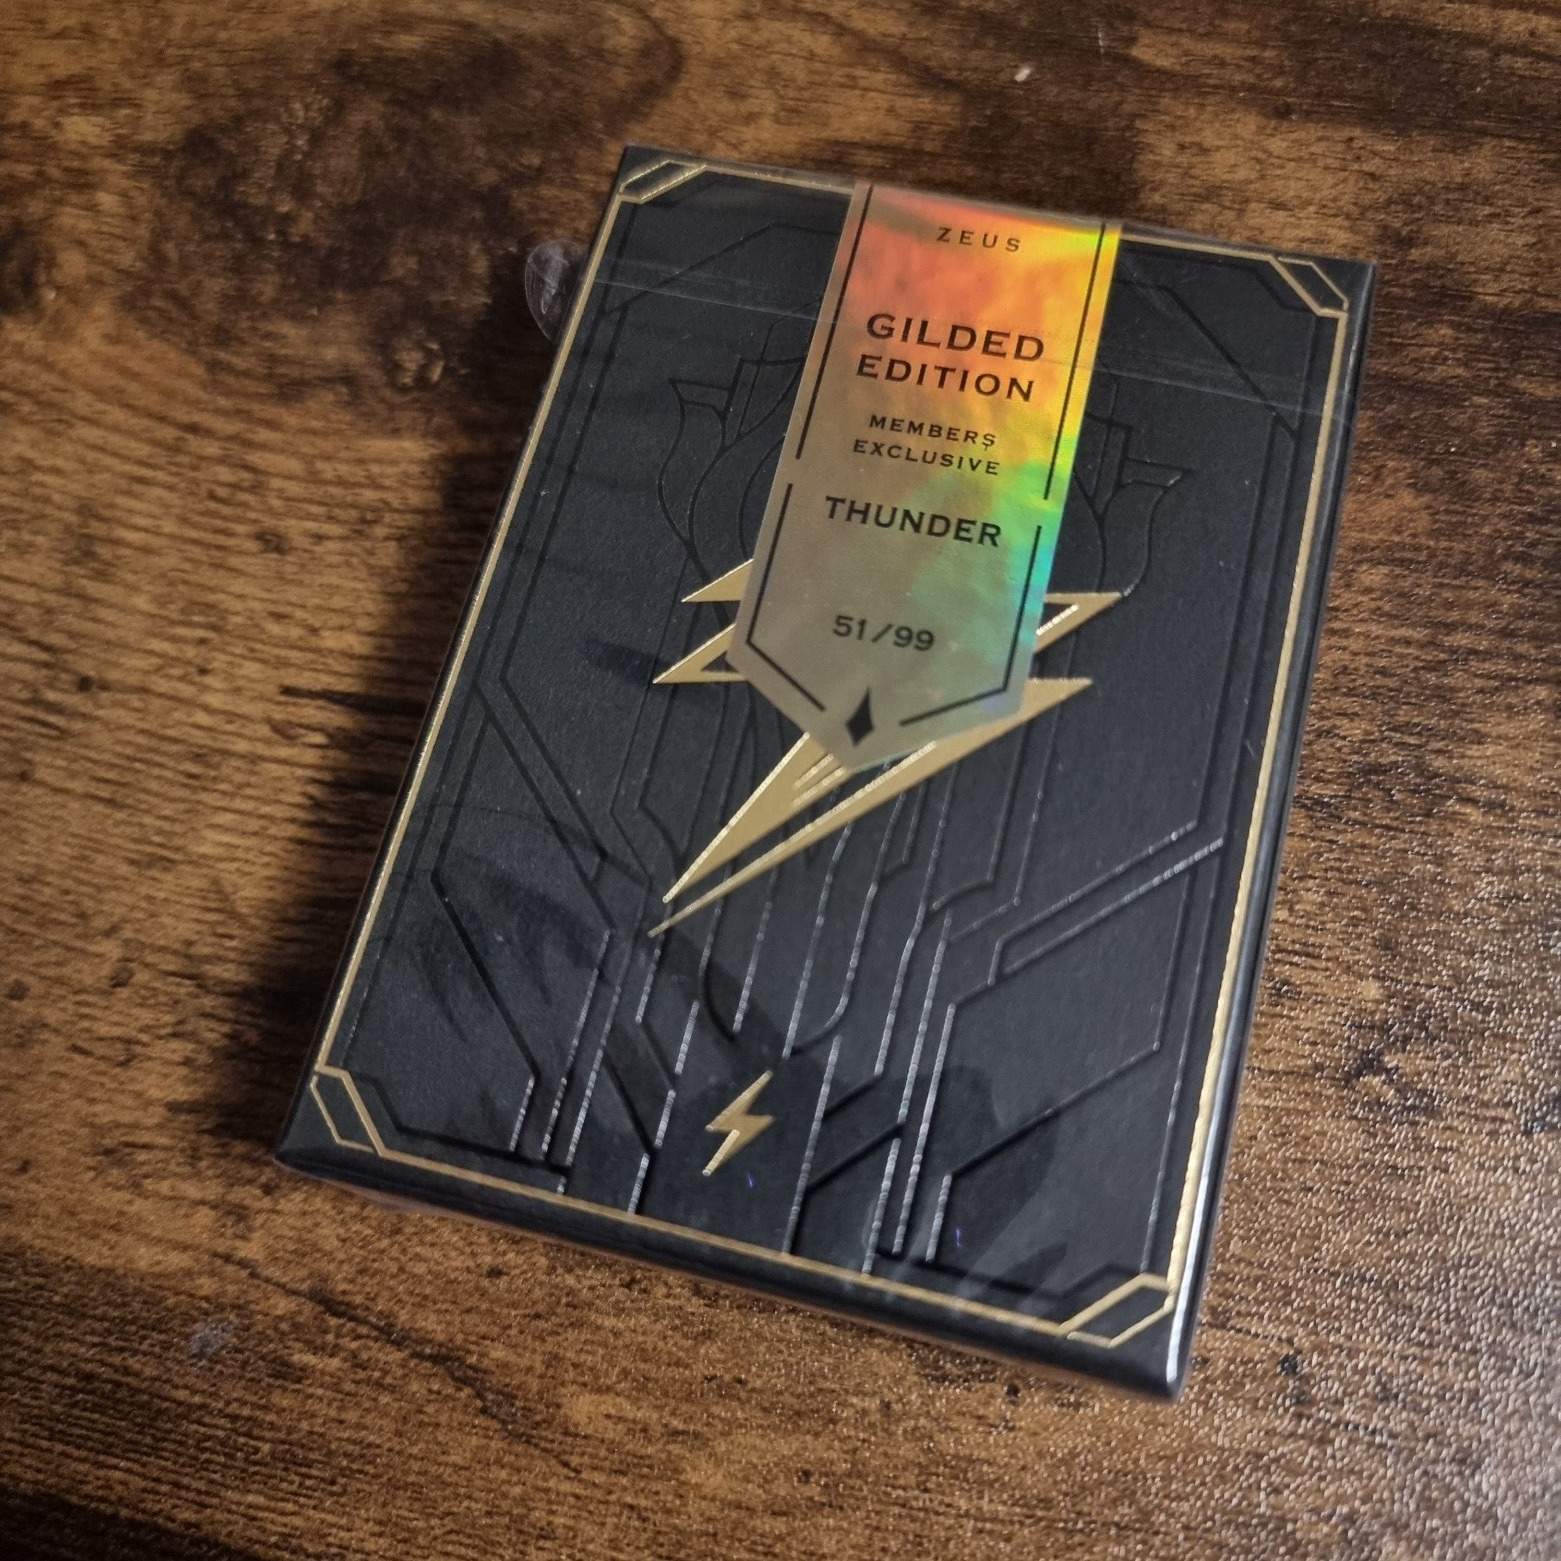 ZEUS
GILDED
EDITION
MEMBERS
EXCLUSIVE
THUNDER
51/99